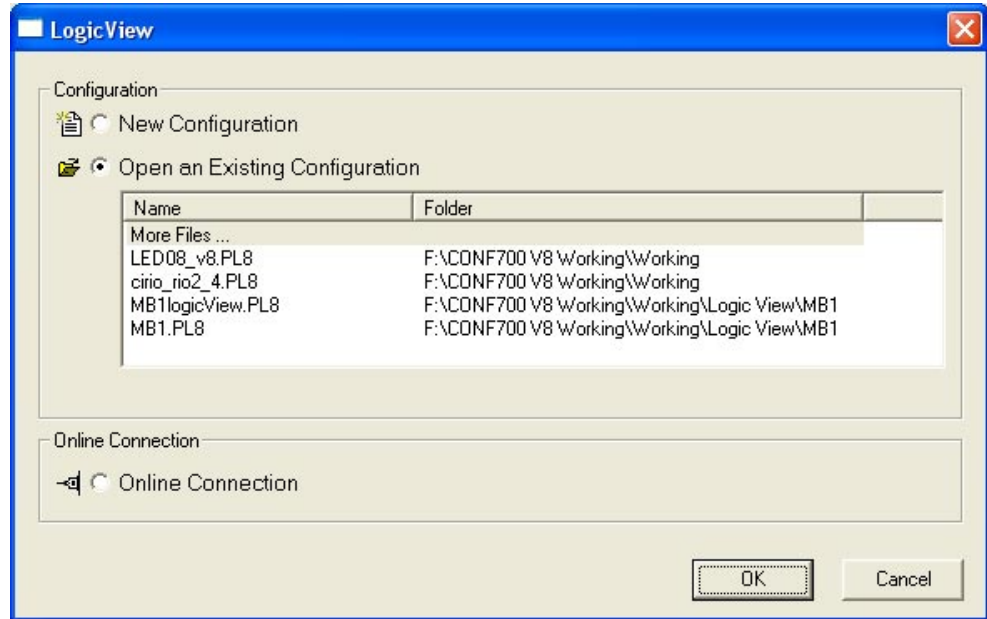 LogicView
Configuration
New Configuration
Open an Existing Configuration
Name Folder
More Files ...
LED08_v8.PL8 F:\CONF700 V8 Working\Working
cirio_rio2_4.PL8 F:\CONF700 V8 Working\Working
MB1logicView.PL8 F:\CONF700 V8 Working\Working\Logic View\MB1
MB1.PL8 F:\CONF700 V8 Working\Working\Logic View\MB1
Online Connection
Online Connection
OK Cancel